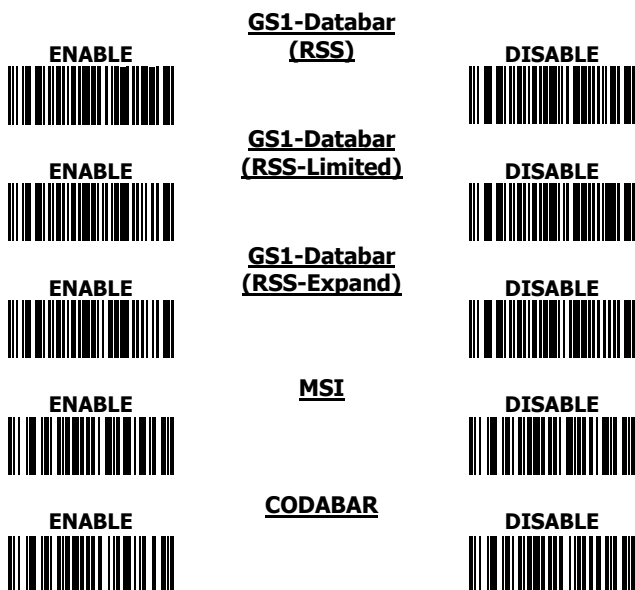 GS1-Databar
ENABLE (RSS) DISABLE
GS1-Databar
ENABLE (RSS-Limited) DISABLE
GS1-Databar
ENABLE (RSS-Expand) DISABLE
MSI
ENABLE DISABLE
CODABAR
ENABLE DISABLE